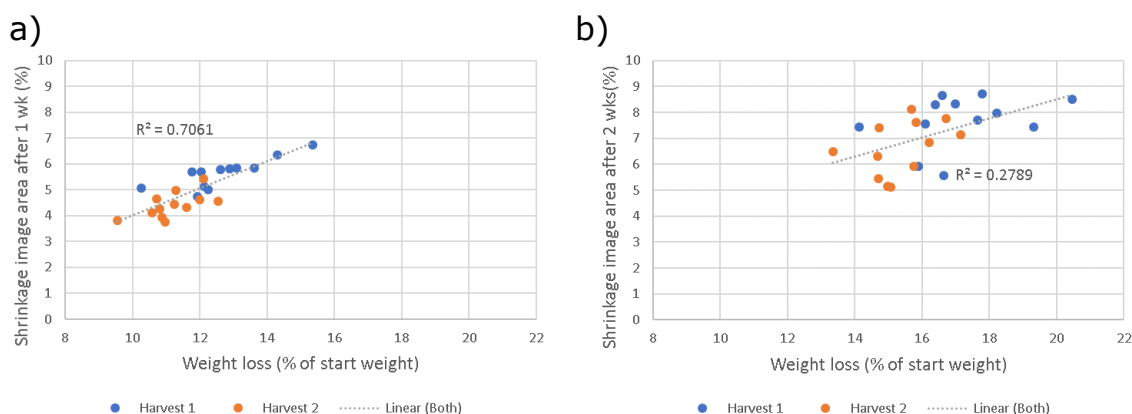 a)
Shrinkage image area after 1 wk (%)
10
9
8
7
6
5
4
3
2
1
0
R² = 0.7061
8 10 12 14 16 18 20 22
Weight loss (% of start weight)
Harvest 1 Harvest 2 Linear (Both)
b)
Shrinkage image area after 2 wks(%)
10
9
8
7
6
5
4
3
2
1
0
R² = 0.2789
8 10 12 14 16 18 20 22
Weight loss (% of start weight)
Harvest 1 Harvest 2 Linear (Both)